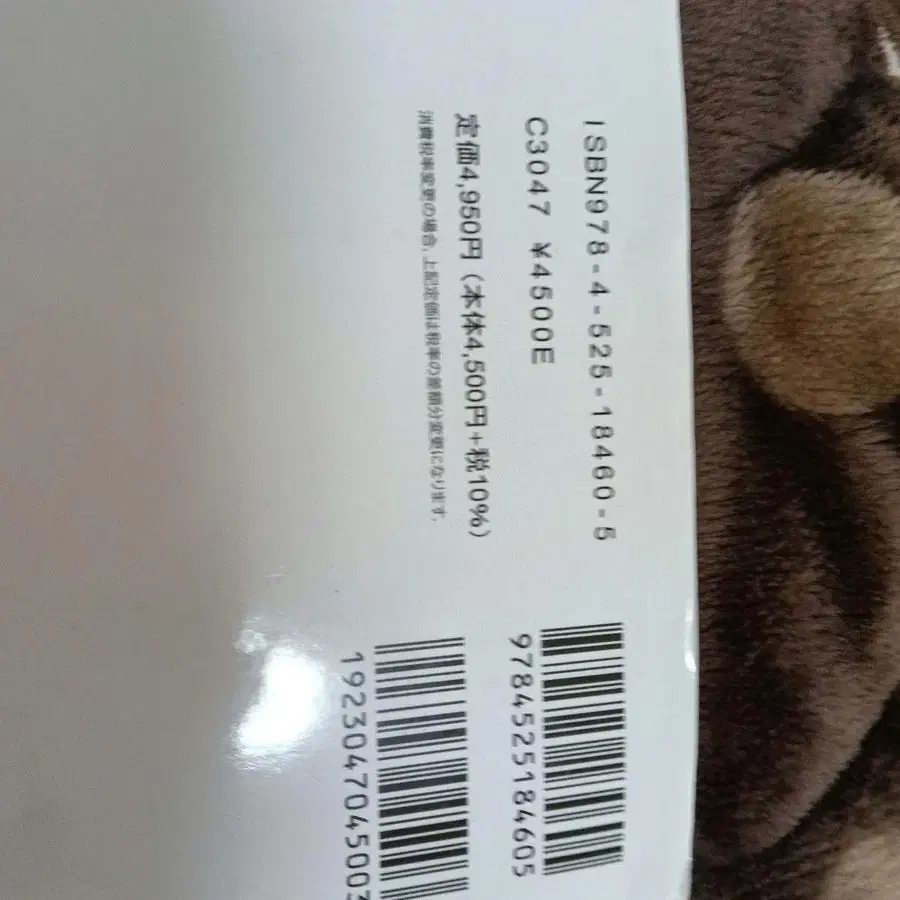 ISBN978-4-525-18460-5
C3047 ¥4500E
定価4,950円（本体4,500円+税10%）
消費税率変更の場合，上記定価は税率の差額分変更になります．
9784525184605
1923047045003